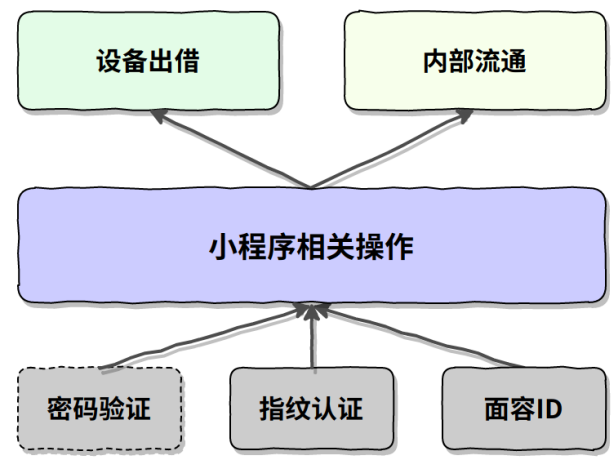 设备出借
内部流通
小程序相关操作
密码验证
指纹认证
面容ID